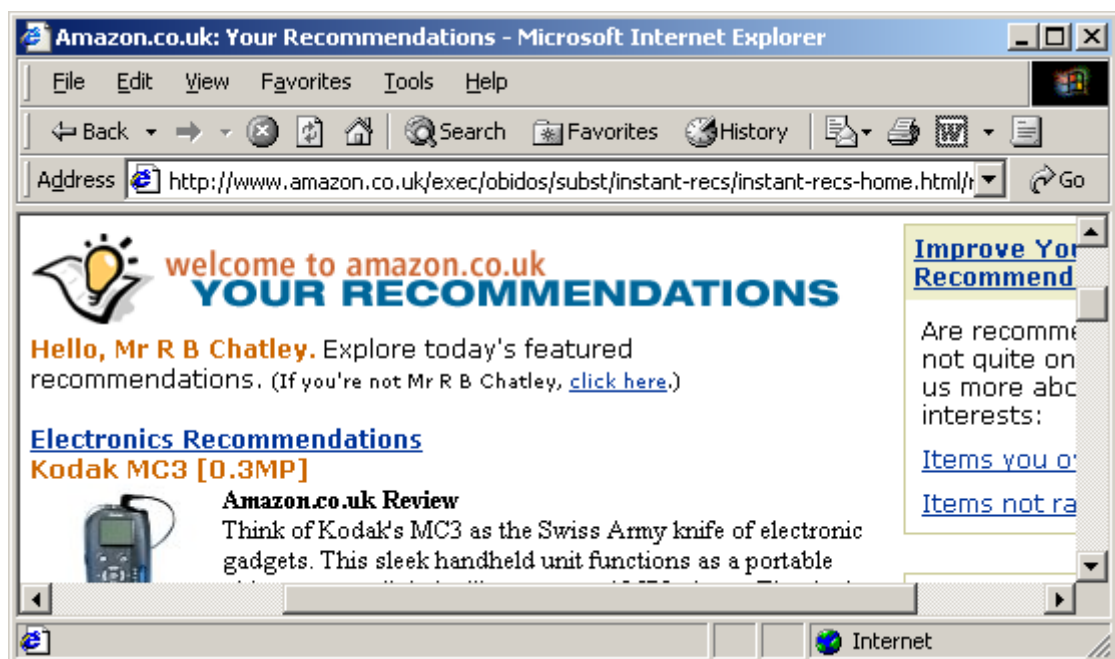 Amazon.co.uk: Your Recommendations - Microsoft Internet Explorer
File Edit View Favorites Tools Help
Back Search Favorites History
Address http://www.amazon.co.uk/exec/obidos/subst/instant-recs/instant-recs-home.html/ Go
welcome to amazon.co.uk
YOUR RECOMMENDATIONS
Hello, Mr R B Chatley. Explore today's featured
recommendations. (If you're not Mr R B Chatley, click here.)
Electronics Recommendations
Kodak MC3 [0.3MP]
Amazon.co.uk Review
Think of Kodak's MC3 as the Swiss Army knife of electronic
gadgets. This sleek handheld unit functions as a portable
Improve You
Recommend
Are recomme
not quite on
us more abo
interests:
Items you o
Items not ra
Internet